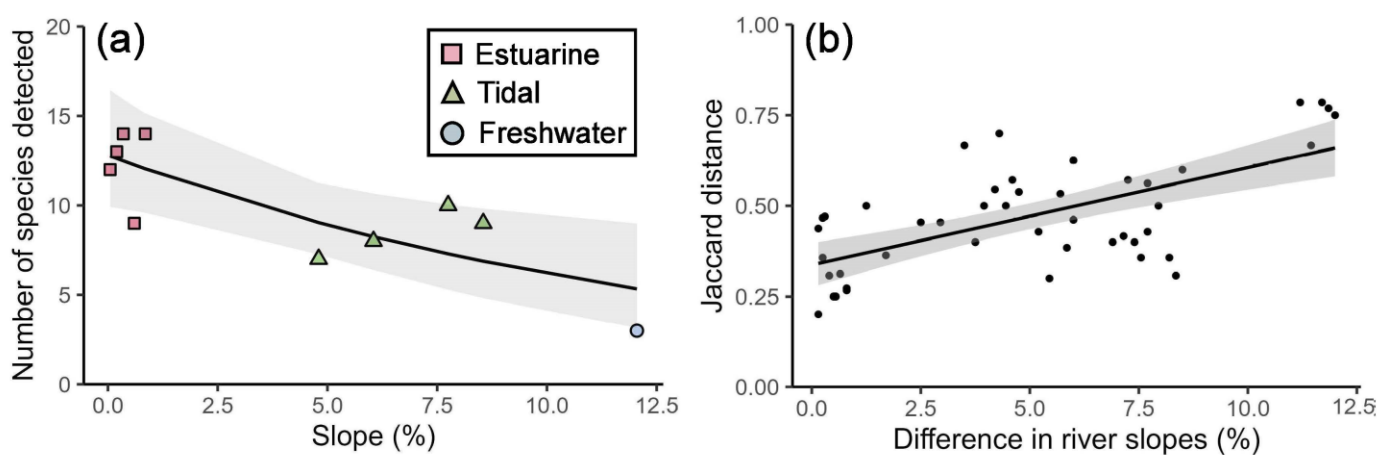 (a)
Number of species detected
20
15
10
5
0
Estuarine
Tidal
Freshwater
0.0 2.5 5.0 7.5 10.0 12.5
Slope (%)
(b)
Jaccard distance
1.00
0.75
0.50
0.25
0.00
0.0 2.5 5.0 7.5 10.0 12.5
Difference in river slopes (%)